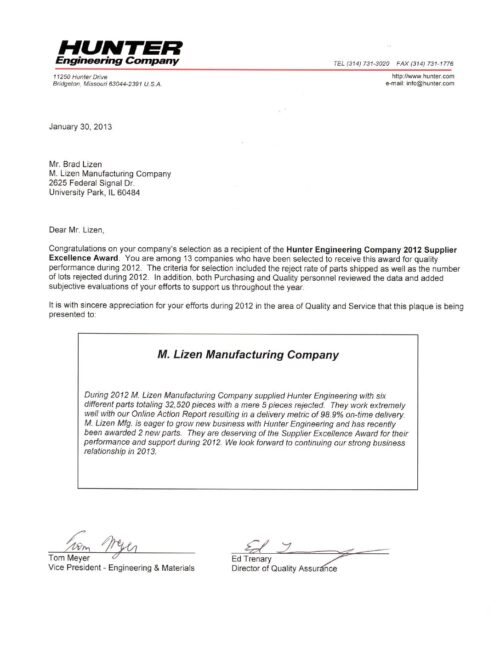 HUNTER
Engineering Company
TEL (314) 731-3020 FAX (314) 731-1776
11250 Hunter Drive
Bridgeton, Missouri 63044-2391 U.S.A.
http://www.hunter.com
e-mail: info@hunter.com
January 30, 2013
Mr. Brad Lizen
M. Lizen Manufacturing Company
2625 Federal Signal Dr.
University Park, IL 60484
Dear Mr. Lizen,
Congratulations on your company's selection as a recipient of the Hunter Engineering Company 2012 Supplier
Excellence Award. You are among 13 companies who have been selected to receive this award for quality
performance during 2012. The criteria for selection included the reject rate of parts shipped as well as the number
of lots rejected during 2012. In addition, both Purchasing and Quality personnel reviewed the data and added
subjective evaluations of your efforts to support us throughout the year.
It is with sincere appreciation for your efforts during 2012 in the area of Quality and Service that this plaque is being
presented to:
M. Lizen Manufacturing Company
During 2012 M. Lizen Manufacturing Company supplied Hunter Engineering with six
different parts totaling 32,520 pieces with a mere 5 pieces rejected. They work extremely
well with our Online Action Report resulting in a delivery metric of 98.9% on-time delivery.
M. Lizen Mfg. is eager to grow new business with Hunter Engineering and has recently
been awarded 2 new parts. They are deserving of the Supplier Excellence Award for their
performance and support during 2012. We look forward to continuing our strong business
relationship in 2013.
Tom Meyer
Tom Meyer
Vice President - Engineering & Materials
Ed T
Ed Trenary
Director of Quality Assurance